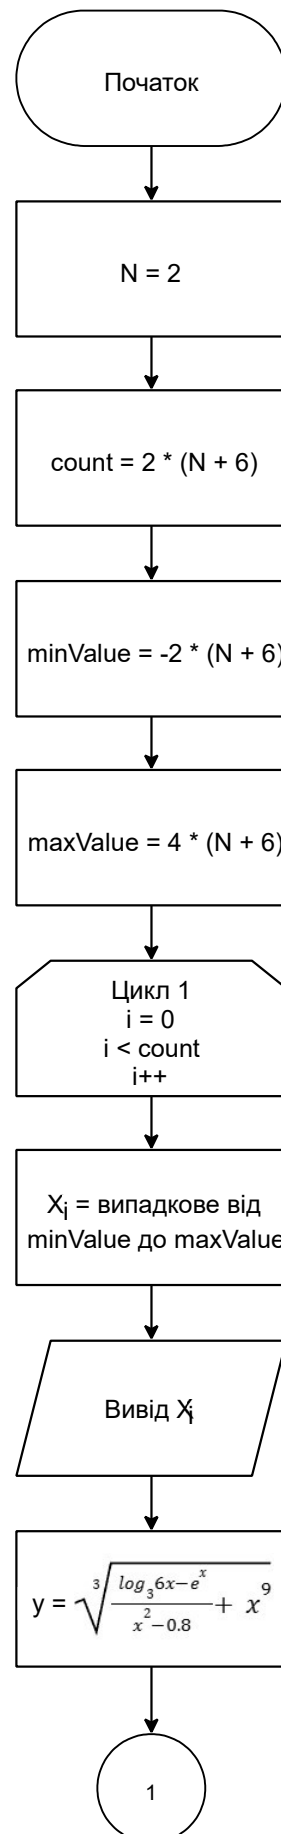 Початок
N = 2
count = 2 * (N + 6)
minValue = -2 * (N + 6)
maxValue = 4 * (N + 6)
Цикл 1
i = 0
i < count
i++
Xi = випадкове від
minValue до maxValue
Вивід Xi
y = ∛((log₃6x − eˣ)/(x² − 0.8) + x⁹)
1